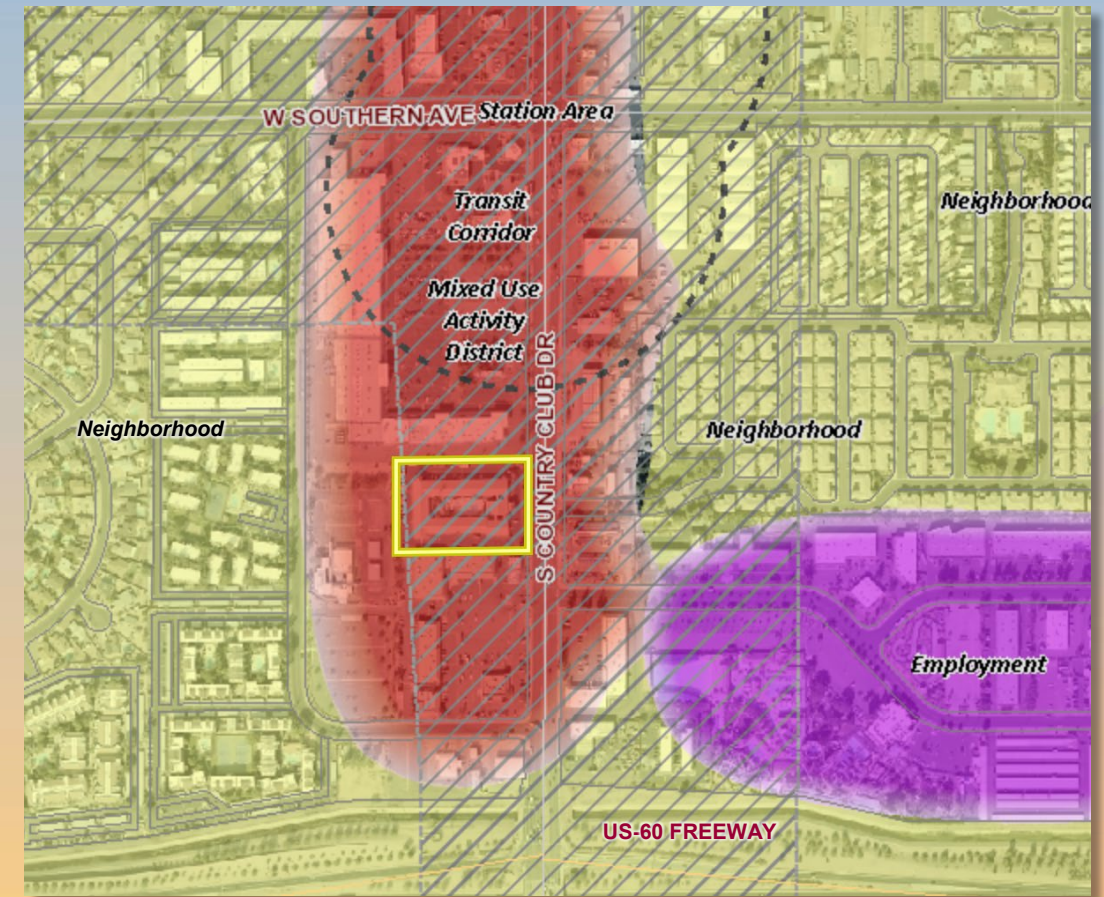 W SOUTHERN AVE
Station Area
Transit
Corridor
Neighborhood
Mixed Use
Activity
District
S COUNTRY CLUB DR
Neighborhood
Neighborhood
Employment
US-60 FREEWAY